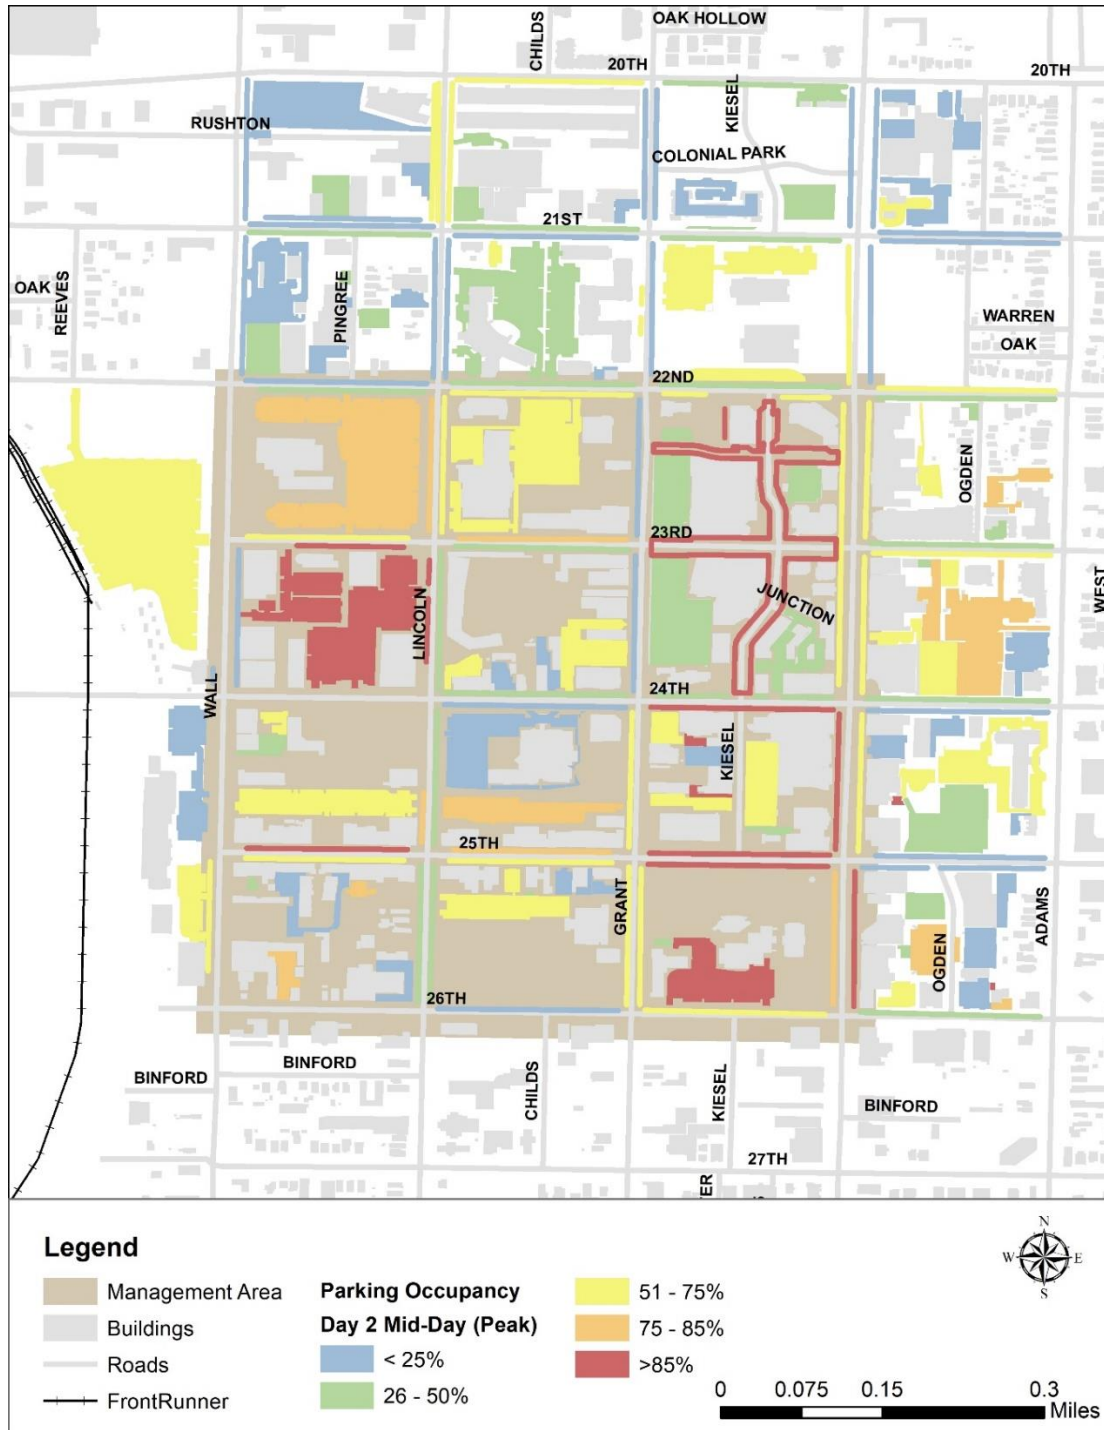 OAK HOLLOW
CHILDS
20TH
20TH
KIESEL
RUSHTON
COLONIAL PARK
21ST
OAK
REEVES
PINGREE
WARREN
OAK
22ND
OGDEN
23RD
JUNCTION
LINCOLN
WEST
24TH
WALL
KIESEL
25TH
GRANT
ADAMS
OGDEN
26TH
BINFORD
BINFORD
CHILDS
KIESEL
BINFORD
27TH
Legend
Management Area
Buildings
Roads
FrontRunner
Parking Occupancy
Day 2 Mid-Day (Peak)
< 25%
26 - 50%
51 - 75%
75 - 85%
>85%
N
W E
S
0 0.075 0.15 0.3
Miles